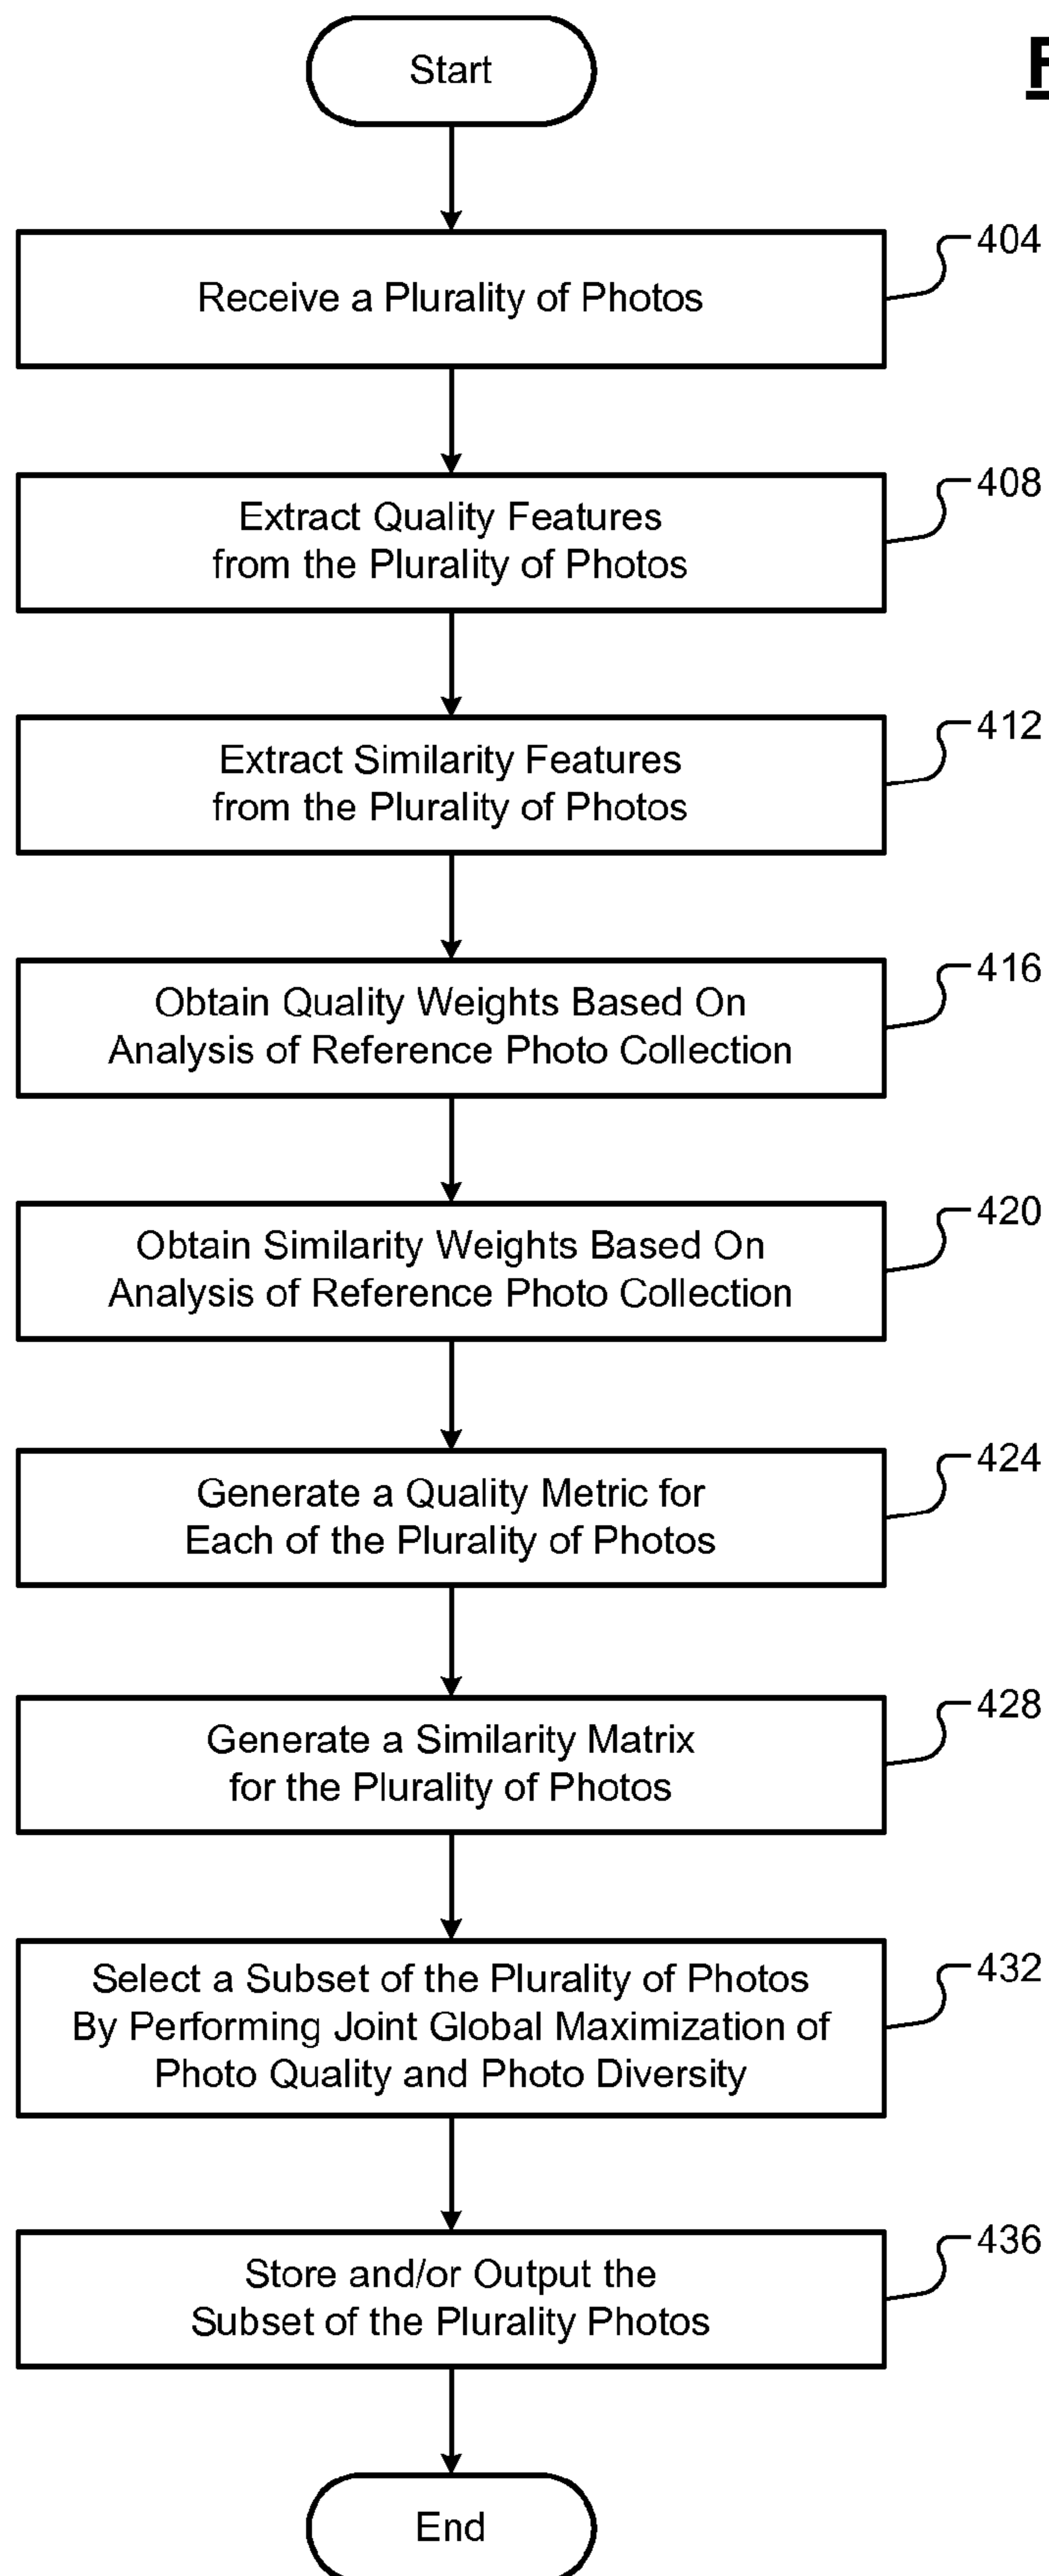 Start
F
Receive a Plurality of Photos
404
Extract Quality Features
from the Plurality of Photos
408
Extract Similarity Features
from the Plurality of Photos
412
Obtain Quality Weights Based On
Analysis of Reference Photo Collection
416
Obtain Similarity Weights Based On
Analysis of Reference Photo Collection
420
Generate a Quality Metric for
Each of the Plurality of Photos
424
Generate a Similarity Matrix
for the Plurality of Photos
428
Select a Subset of the Plurality of Photos
By Performing Joint Global Maximization of
Photo Quality and Photo Diversity
432
Store and/or Output the
Subset of the Plurality Photos
436
End